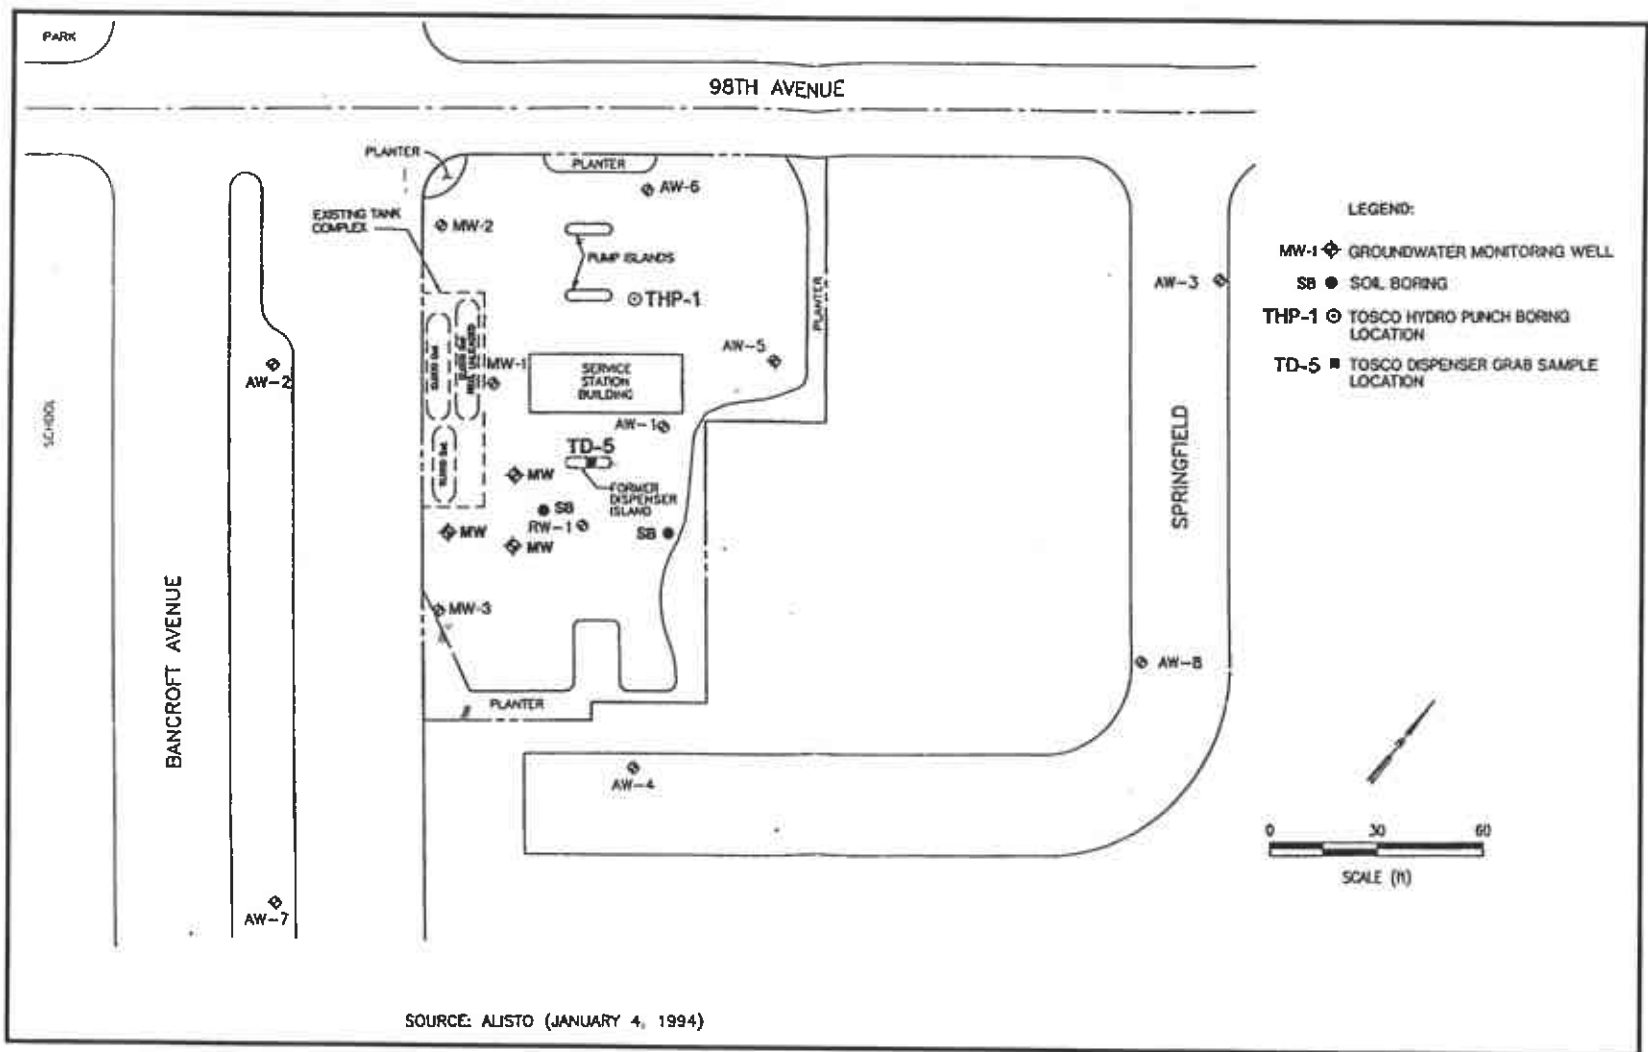 PARK
98TH AVENUE
PLANTER
PLANTER
AW-6
EXISTING TANK
COMPLEX
MW-2
PUMP ISLANDS
THP-1
PLANTER
AW-3
LEGEND:
MW-1 GROUNDWATER MONITORING WELL
SB SOIL BORING
THP-1 TOSCO HYDRO PUNCH BORING
LOCATION
TD-5 TOSCO DISPENSER GRAB SAMPLE
LOCATION
AW-2
MW-1
SERVICE
STATION
BUILDING
AW-5
SCHOOL
AW-1
TD-5
MW
FORMER
DISPENSER
ISLAND
SB
RW-1
SB
MW
MW
MW-3
SPRINGFIELD
BANCROFT AVENUE
PLANTER
AW-8
AW-4
AW-7
0 30 60
SCALE (ft)
SOURCE: ALISTO (JANUARY 4, 1994)